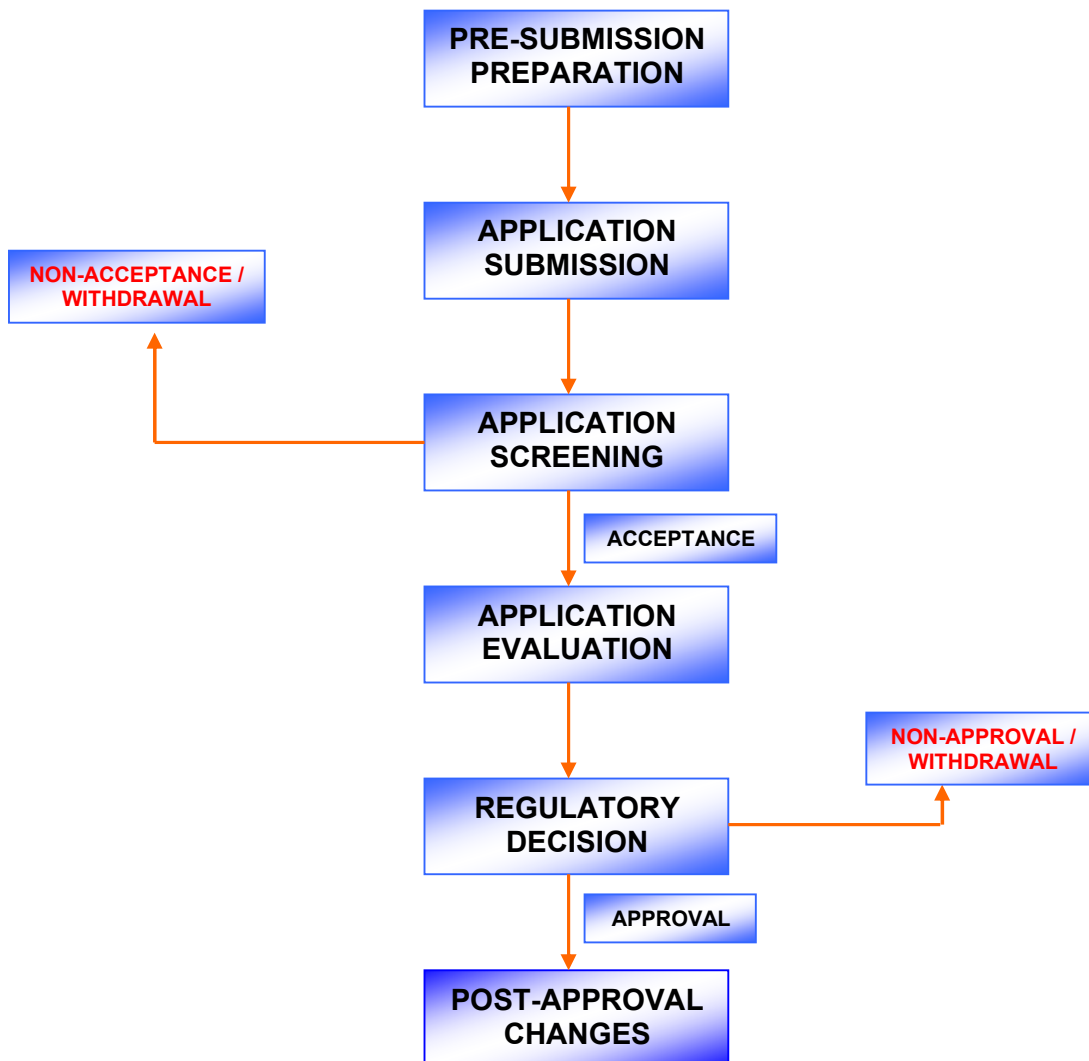 PRE-SUBMISSION
PREPARATION
APPLICATION
SUBMISSION
NON-ACCEPTANCE /
WITHDRAWAL
APPLICATION
SCREENING
ACCEPTANCE
APPLICATION
EVALUATION
NON-APPROVAL /
WITHDRAWAL
REGULATORY
DECISION
APPROVAL
POST-APPROVAL
CHANGES